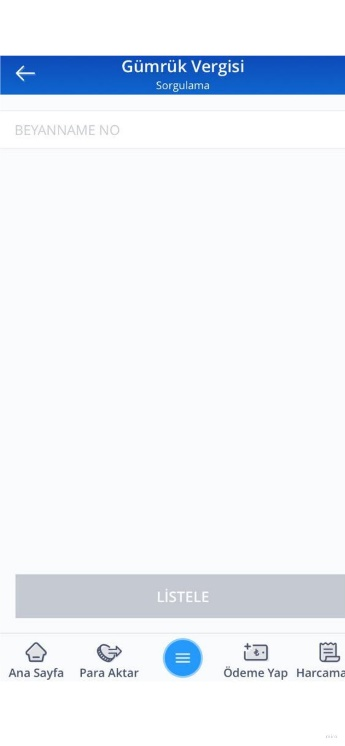 Gümrük Vergisi
Sorgulama
BEYANNAME NO
LİSTELE
Ana Sayfa Para Aktar Ödeme Yap Harcama